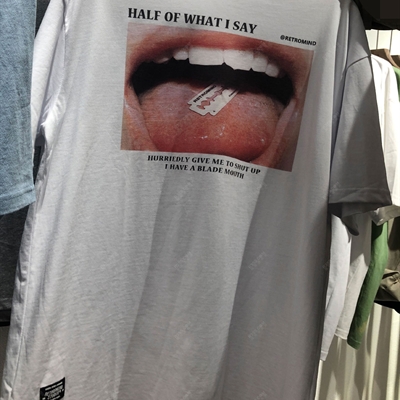 HALF OF WHAT I SAY
@RETROMIND
HURRIEDLY GIVE ME TO SHUT UP
I HAVE A BLADE MOUTH